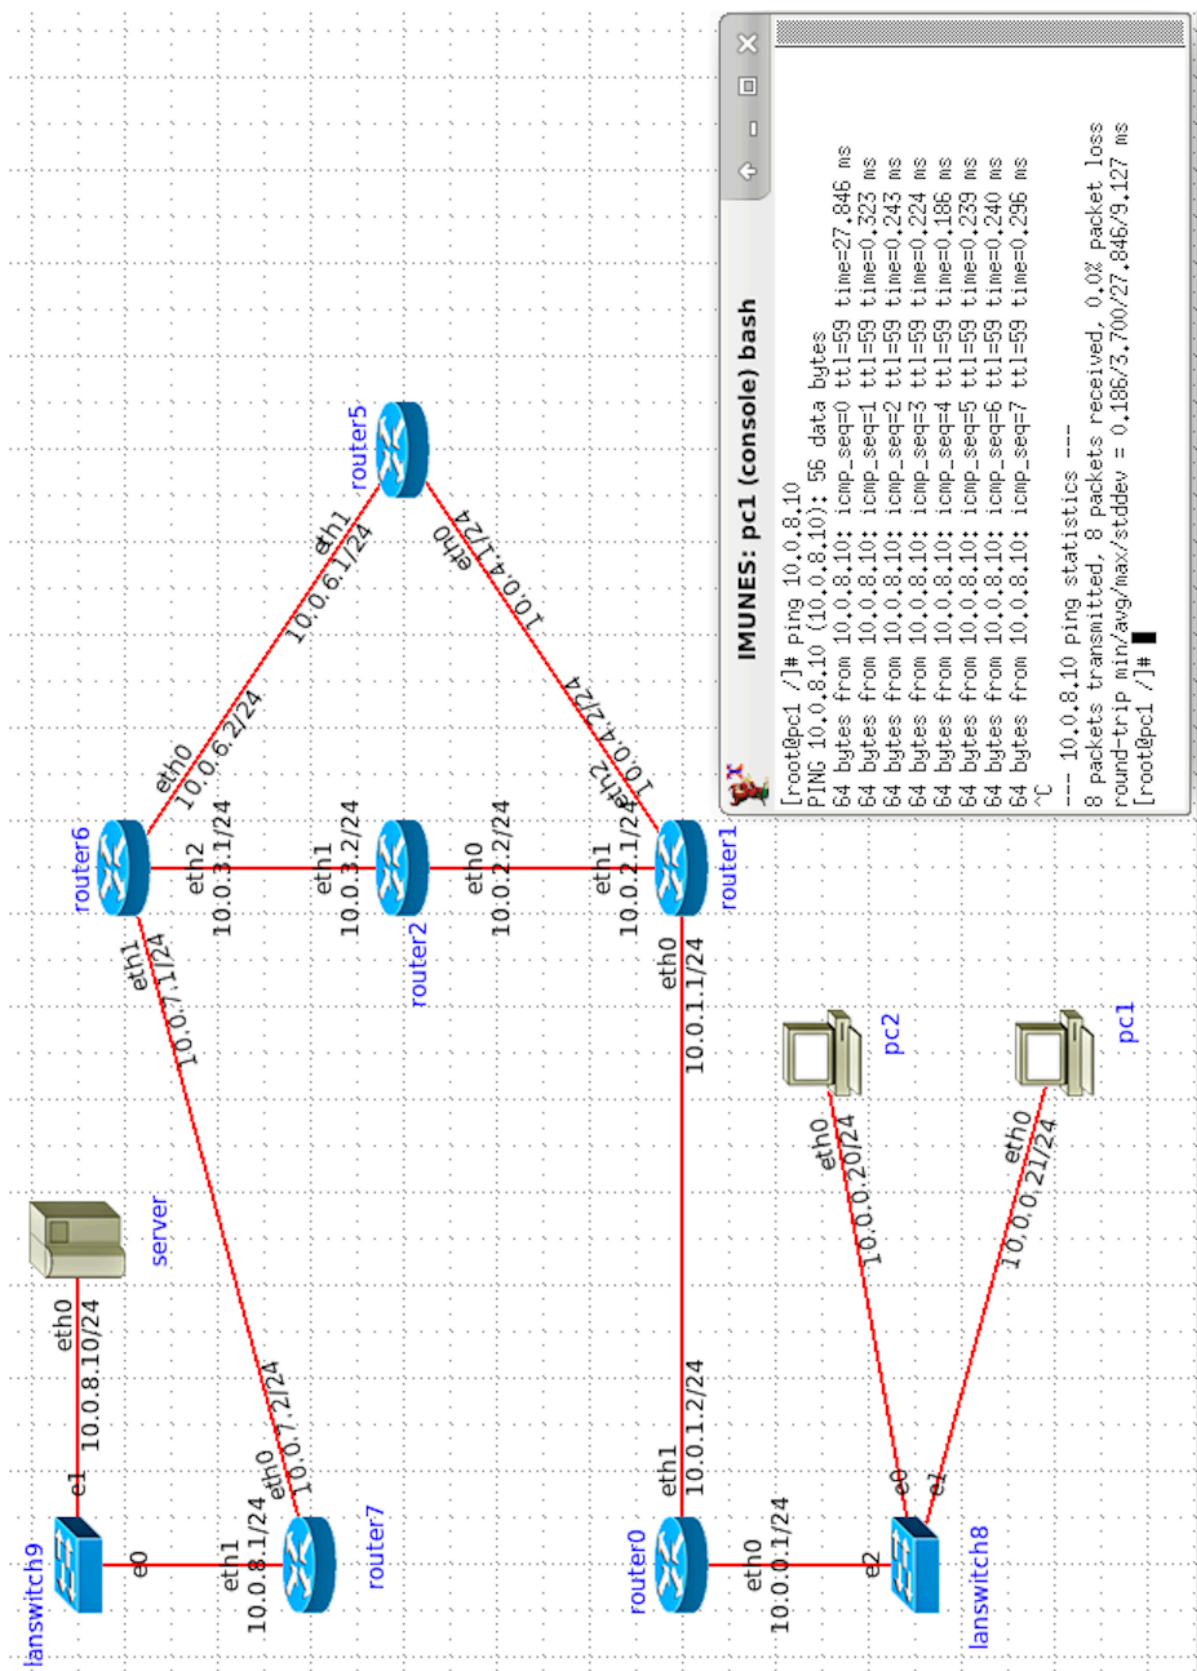 lanswitch9
e1
eth0
10.0.8.10/24
server
e0
eth1
10.0.8.1/24
router7
eth0
10.0.7.2/24
eth1
10.0.7.1/24
router6
eth0
10.0.6.2/24
eth1
10.0.6.1/24
router5
eth0
10.0.4.1/24
eth2
10.0.3.1/24
eth1
10.0.3.2/24
router2
eth0
10.0.2.2/24
eth1
10.0.2.1/24
eth2
10.0.4.2/24
router1
eth0
10.0.1.1/24
eth1
10.0.1.2/24
router0
eth0
10.0.0.1/24
e2
lanswitch8
e0
e1
eth0
10.0.0.20/24
pc2
eth0
10.0.0.21/24
pc1
IMUNES: pc1 (console) bash
[root@pc1 /]# ping 10.0.8.10
PING 10.0.8.10 (10.0.8.10): 56 data bytes
64 bytes from 10.0.8.10: icmp_seq=0 ttl=59 time=27.846 ms
64 bytes from 10.0.8.10: icmp_seq=1 ttl=59 time=0.323 ms
64 bytes from 10.0.8.10: icmp_seq=2 ttl=59 time=0.243 ms
64 bytes from 10.0.8.10: icmp_seq=3 ttl=59 time=0.224 ms
64 bytes from 10.0.8.10: icmp_seq=4 ttl=59 time=0.186 ms
64 bytes from 10.0.8.10: icmp_seq=5 ttl=59 time=0.239 ms
64 bytes from 10.0.8.10: icmp_seq=6 ttl=59 time=0.240 ms
64 bytes from 10.0.8.10: icmp_seq=7 ttl=59 time=0.296 ms
^C
--- 10.0.8.10 ping statistics ---
8 packets transmitted, 8 packets received, 0.0% packet loss
round-trip min/avg/max/stddev = 0.186/3.700/27.846/9.127 ms
[root@pc1 /]#